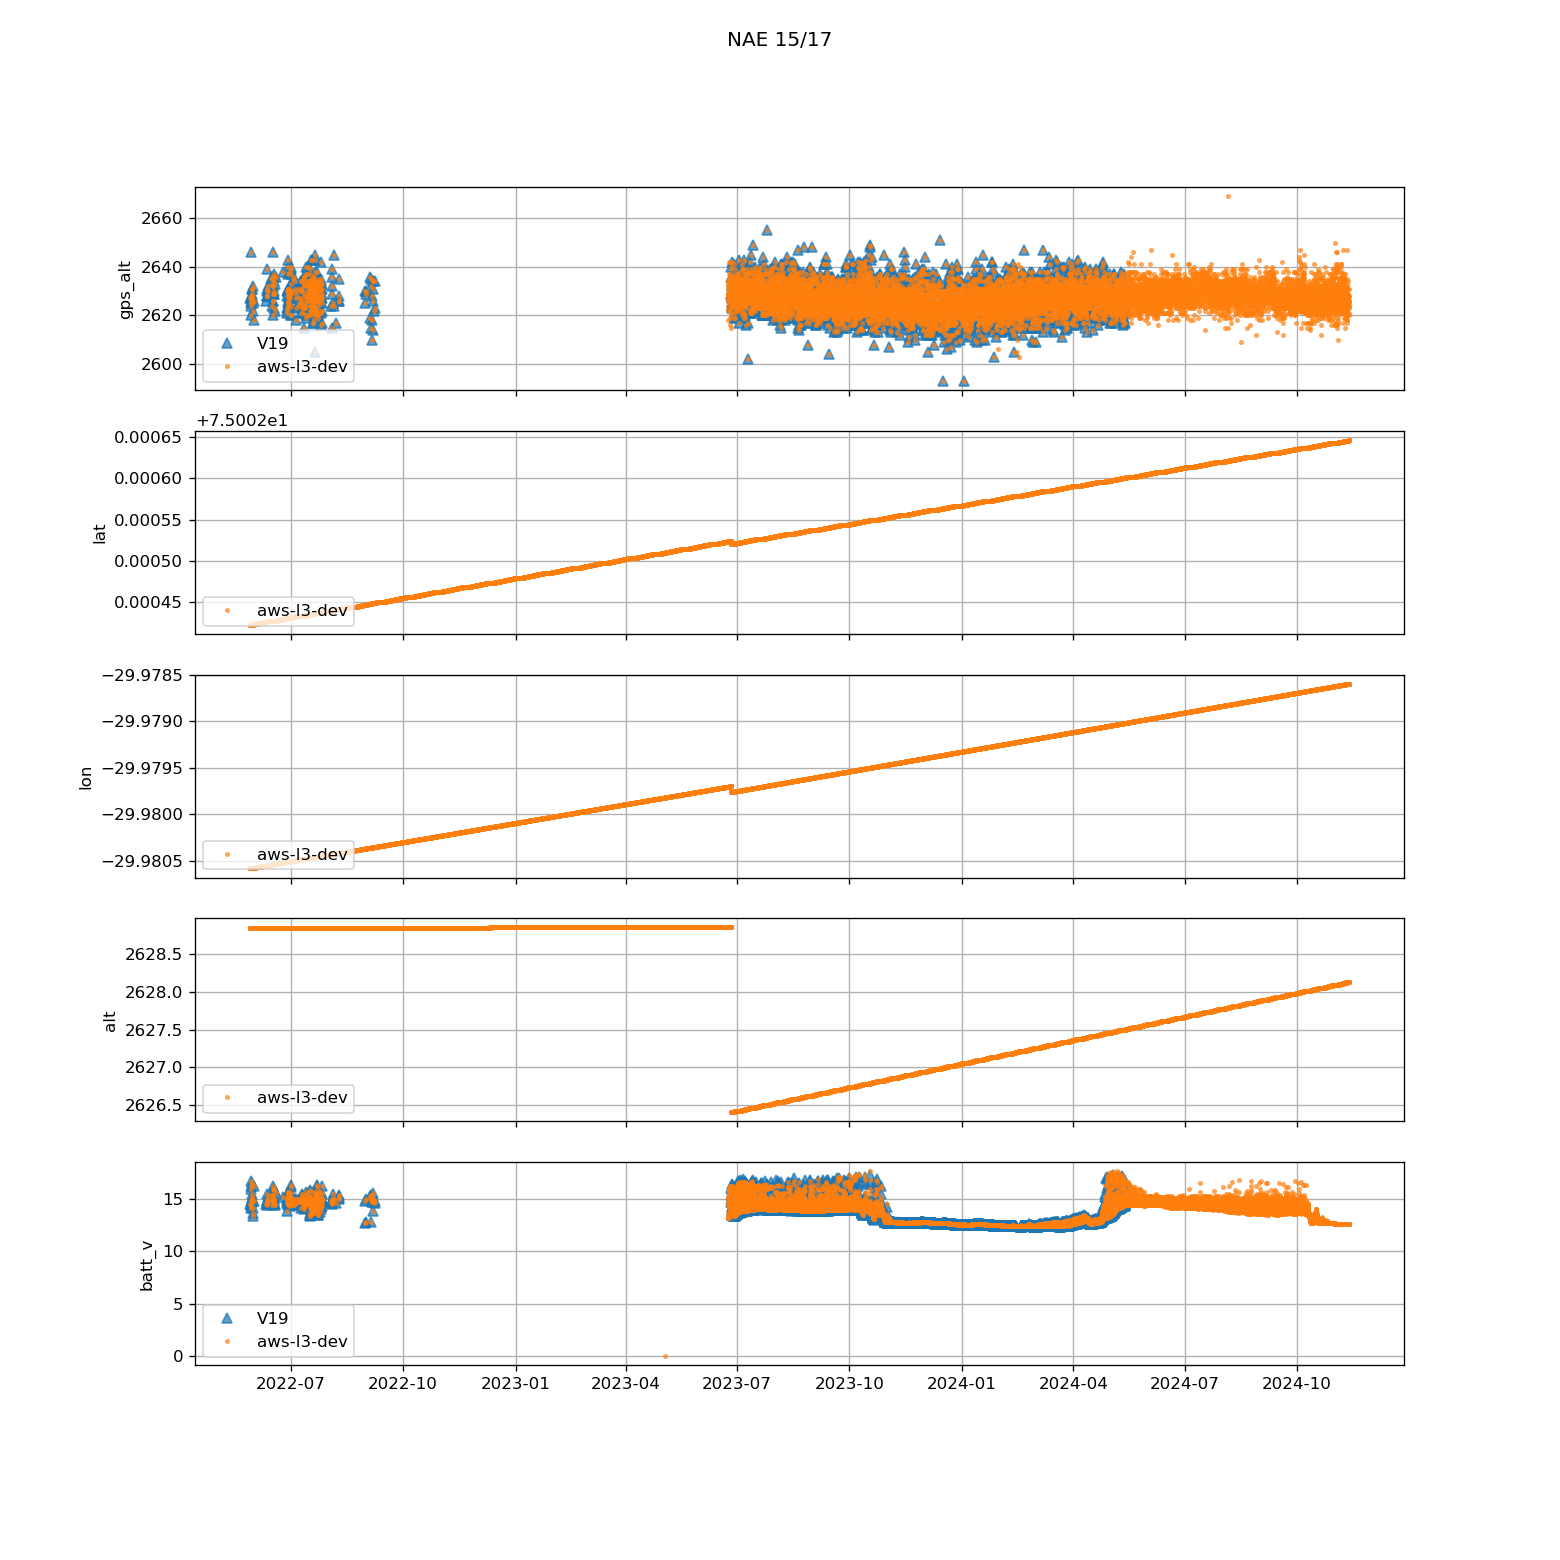 NAE 15/17
2660
2640
2620
2600
gps_alt
V19
aws-l3-dev
+7.5002e1
0.00065
0.00060
0.00055
0.00050
0.00045
lat
aws-l3-dev
−29.9785
−29.9790
−29.9795
−29.9800
−29.9805
lon
aws-l3-dev
2628.5
2628.0
2627.5
2627.0
2626.5
alt
aws-l3-dev
15
10
5
0
batt_v
V19
aws-l3-dev
2022-07 2022-10 2023-01 2023-04 2023-07 2023-10 2024-01 2024-04 2024-07 2024-10